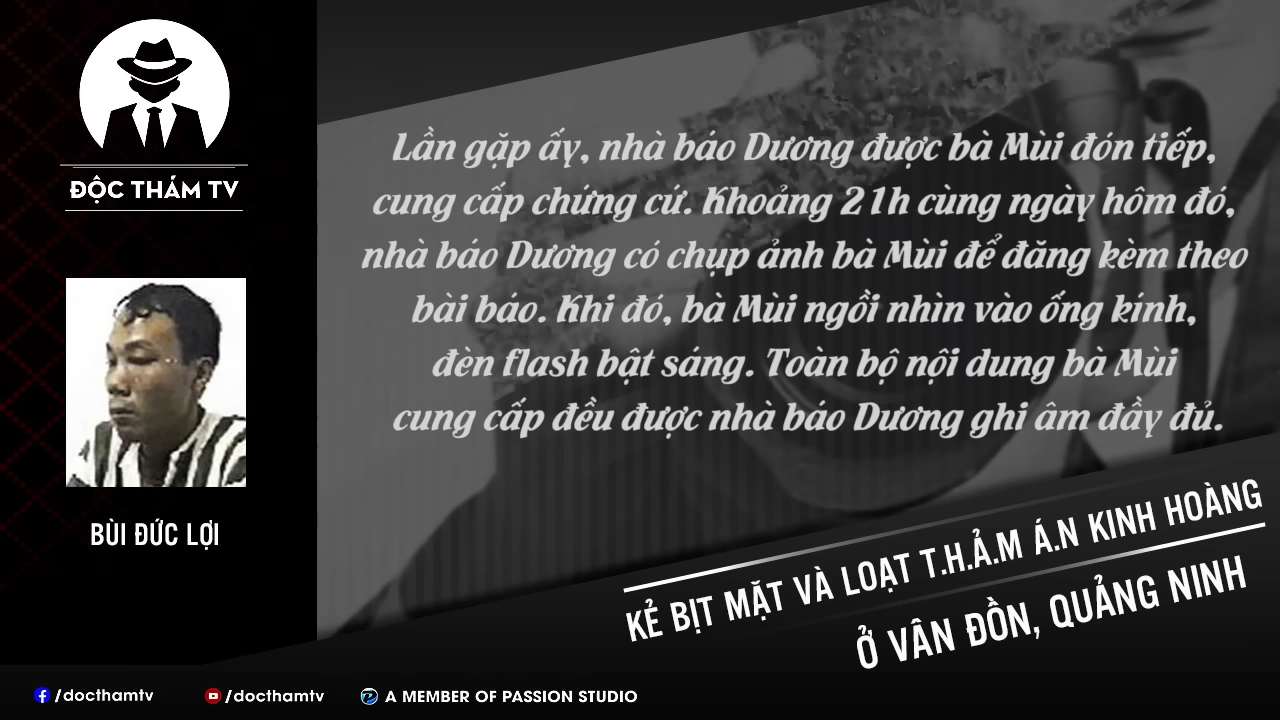 ĐỘC THÁM TV
BÙI ĐỨC LỢI
Lần gặp ấy, nhà báo Dương được bà Mùi đón tiếp,
cung cấp chứng cứ. Khoảng 21h cùng ngày hôm đó,
nhà báo Dương có chụp ảnh bà Mùi để đăng kèm theo
bài báo. Khi đó, bà Mùi ngồi nhìn vào ống kính,
đèn flash bật sáng. Toàn bộ nội dung bà Mùi
cung cấp đều được nhà báo Dương ghi âm đầy đủ.
KẺ BỊT MẶT VÀ LOẠT T.H.Ả.M Á.N KINH HOÀNG
Ở VÂN ĐỒN, QUẢNG NINH
/docthamtv /docthamtv A MEMBER OF PASSION STUDIO